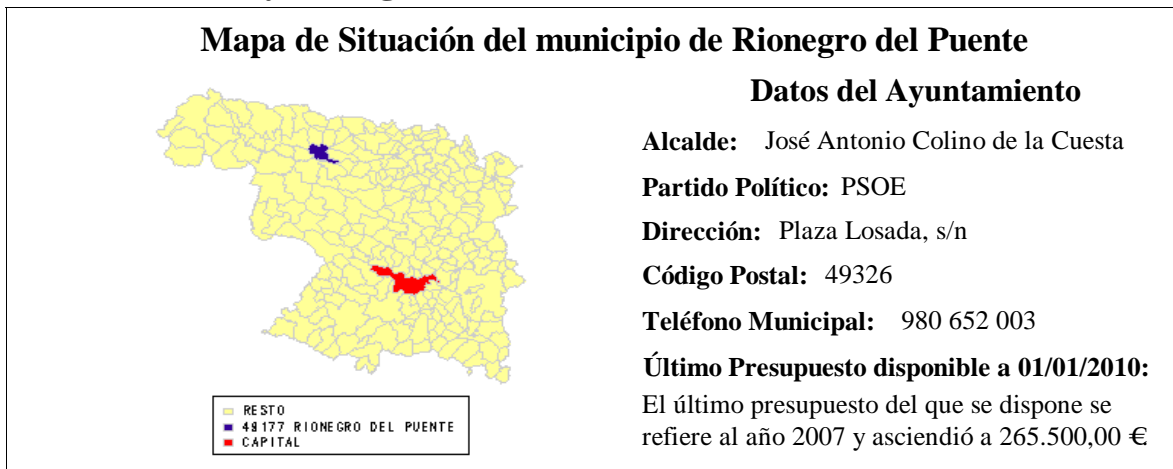 Mapa de Situación del municipio de Rionegro del Puente
Datos del Ayuntamiento
Alcalde: José Antonio Colino de la Cuesta
Partido Político: PSOE
Dirección: Plaza Losada, s/n
Código Postal: 49326
Teléfono Municipal: 980 652 003
Último Presupuesto disponible a 01/01/2010:
El último presupuesto del que se dispone se
refiere al año 2007 y asciendió a 265.500,00 €
RESTO
49177 RIONEGRO DEL PUENTE
CAPITAL